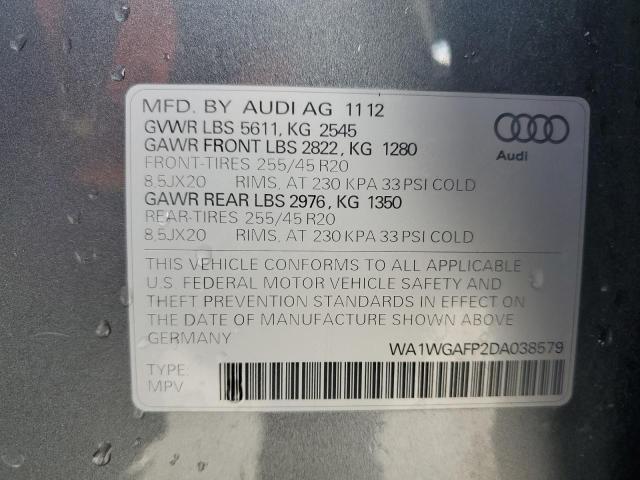 MFD. BY AUDI AG 11 12
GVWR LBS 5611, KG 2545
GAWR FRONT LBS 2822, KG 1280
FRONT-TIRES 255/45 R20
8,5JX20 RIMS, AT 230 KPA 33 PSI COLD
GAWR REAR LBS 2976, KG 1350
REAR-TIRES 255/45 R20
8,5JX20 RIMS, AT 230 KPA 33 PSI COLD
Audi
THIS VEHICLE CONFORMS TO ALL APPLICABLE
U.S. FEDERAL MOTOR VEHICLE SAFETY AND
THEFT PREVENTION STANDARDS IN EFFECT ON
THE DATE OF MANUFACTURE SHOWN ABOVE
GERMANY
WA1WGAFP2DA038579
TYPE:
MPV